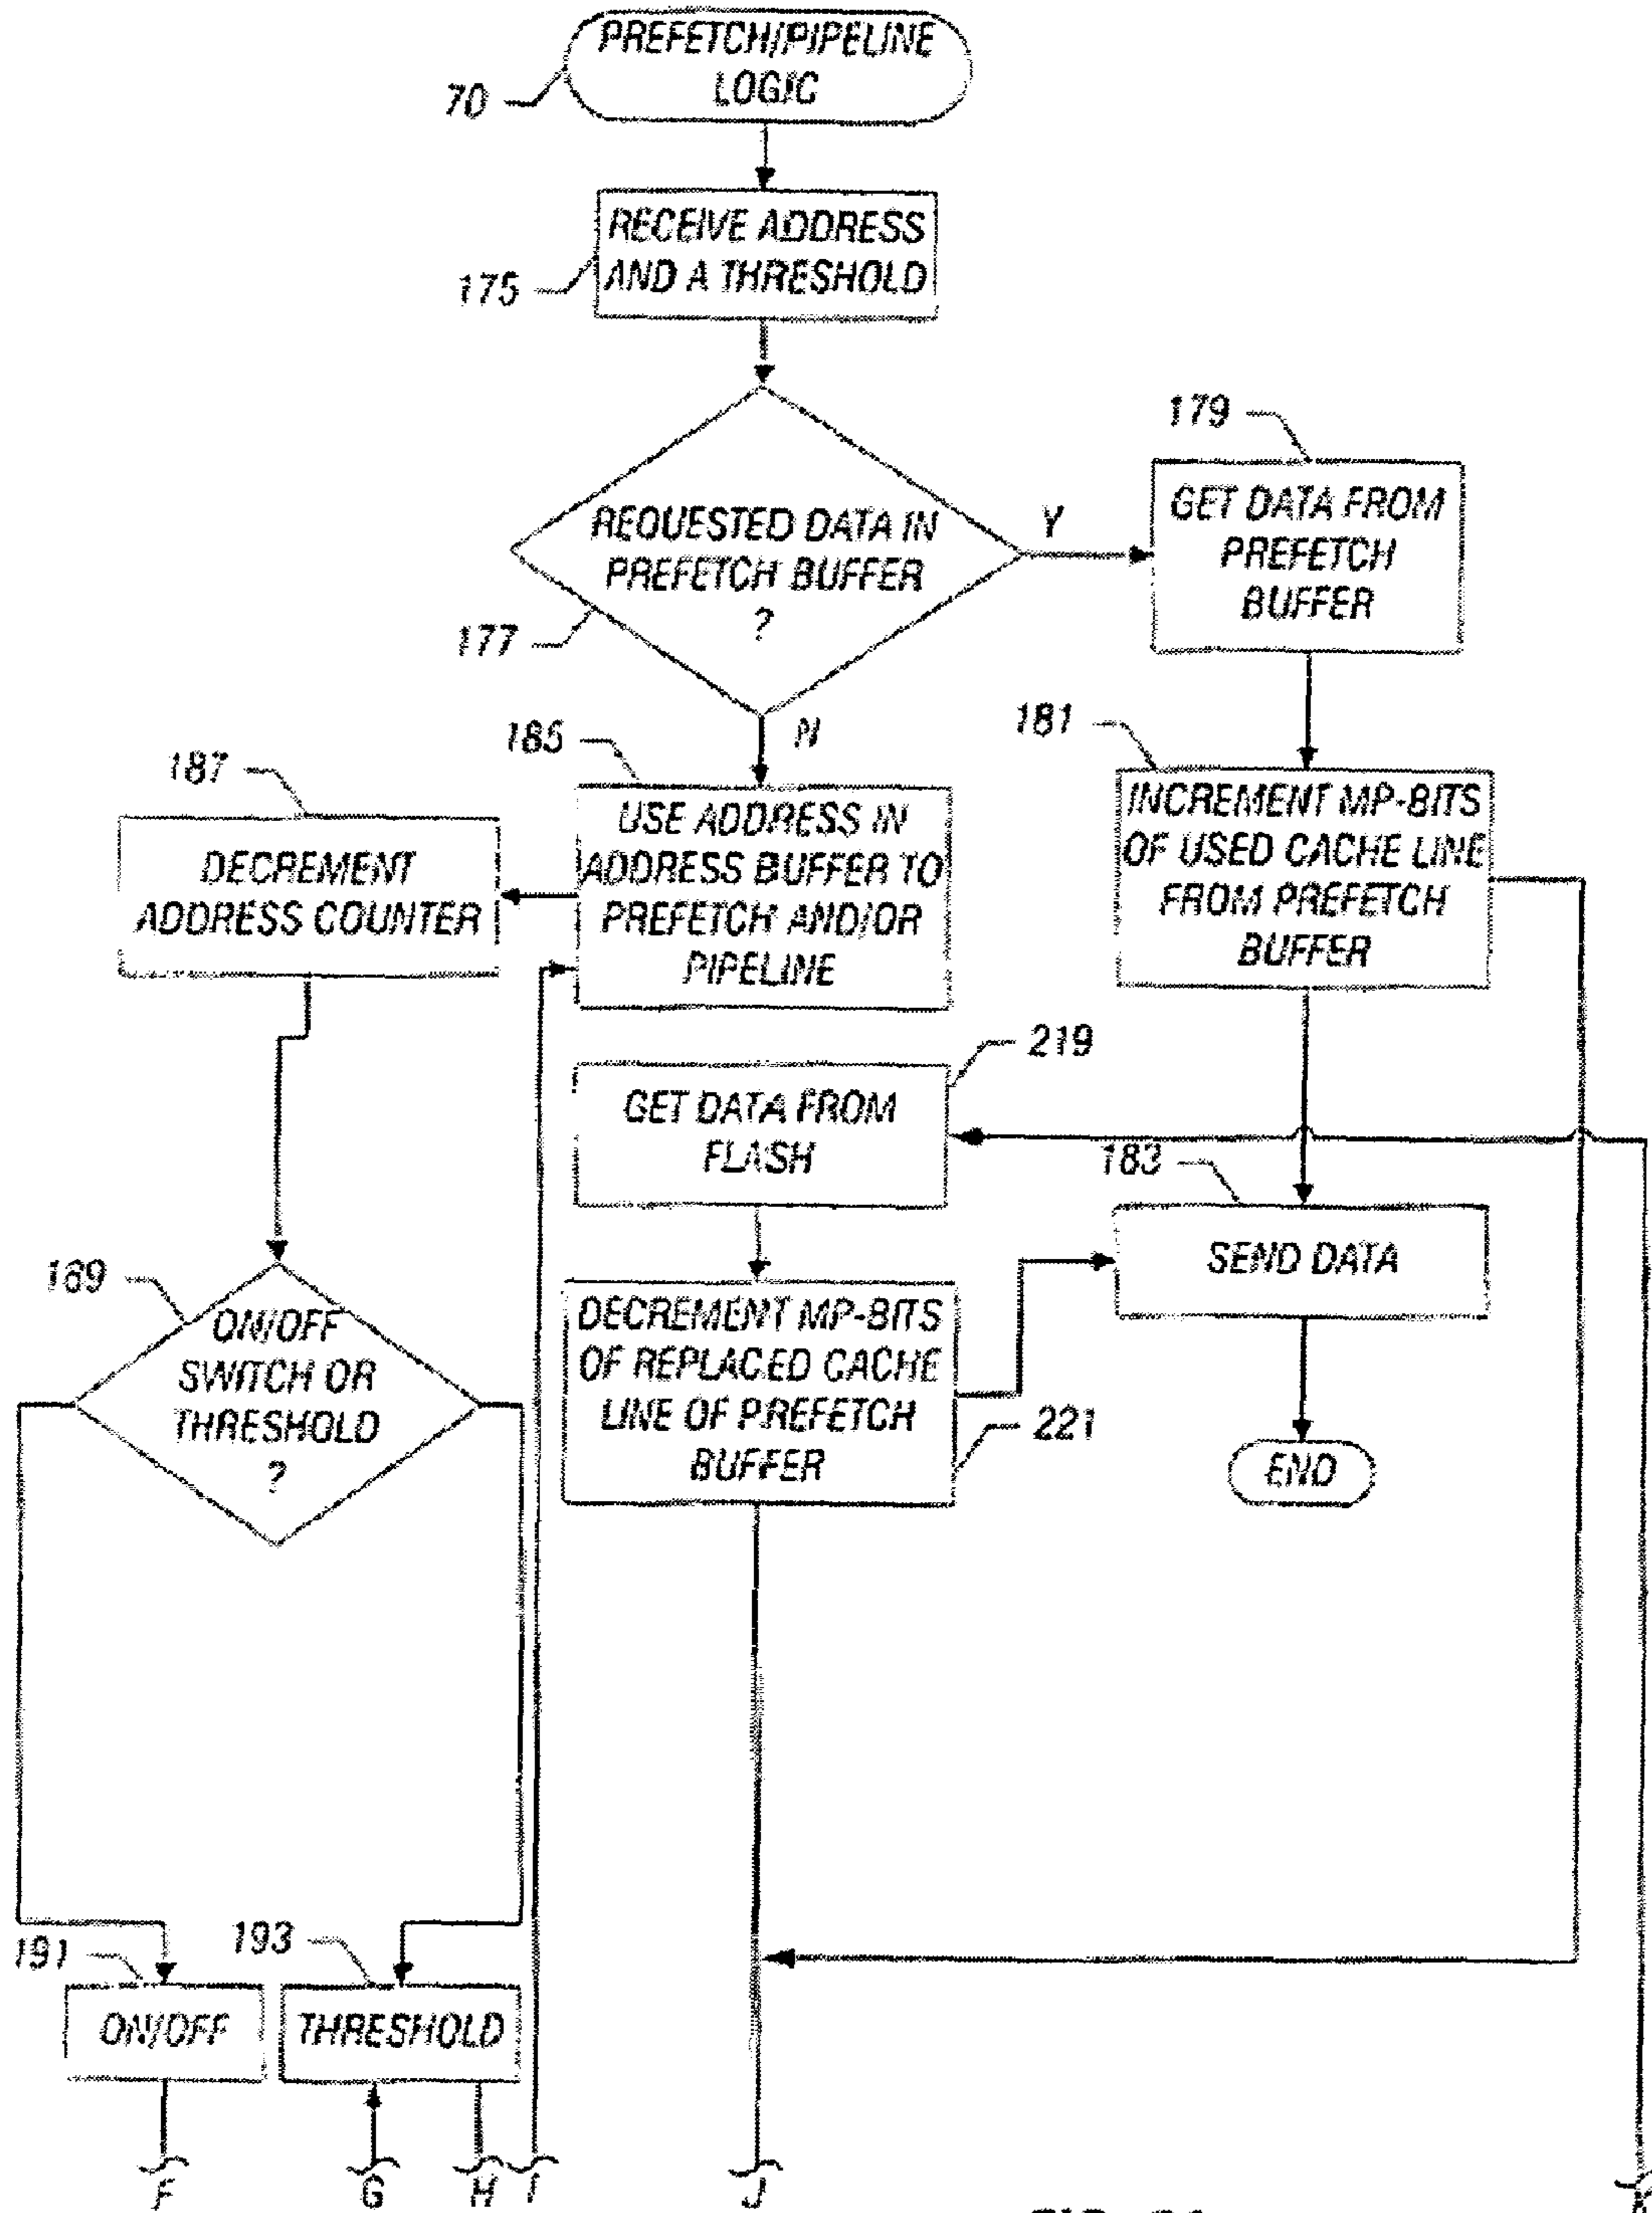 PREFETCH/PIPELINE
LOGIC
70
RECEIVE ADDRESS
AND A THRESHOLD
175
REQUESTED DATA IN
PREFETCH BUFFER
?
177
Y
N
179
GET DATA FROM
PREFETCH
BUFFER
181
INCREMENT MP-BITS
OF USED CACHE LINE
FROM PREFETCH
BUFFER
185
USE ADDRESS IN
ADDRESS BUFFER TO
PREFETCH AND/OR
PIPELINE
187
DECREMENT
ADDRESS COUNTER
219
GET DATA FROM
FLASH
183
SEND DATA
189
ON/OFF
SWITCH OR
THRESHOLD
?
DECREMENT MP-BITS
OF REPLACED CACHE
LINE OF PREFETCH
BUFFER
221
END
191
ON/OFF
193
THRESHOLD
F
G
H
I
J